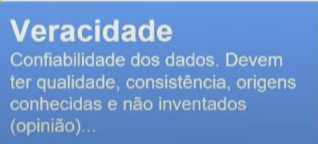 Veracidade
Confiabilidade dos dados. Devem
ter qualidade, consistência, origens
conhecidas e não inventados
(opinião)...